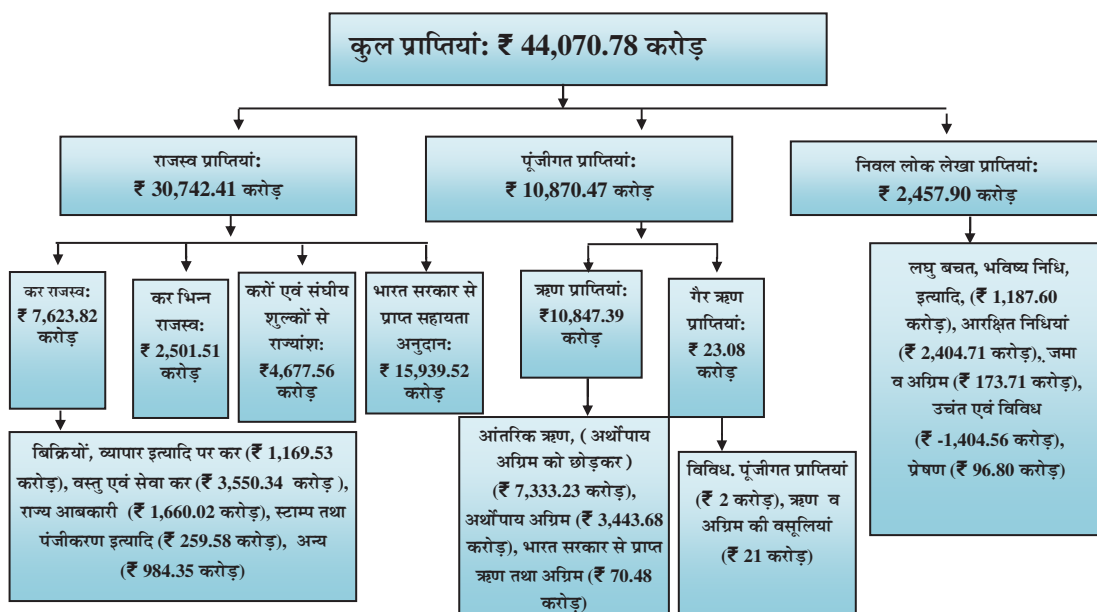 कुल प्राप्तियां: ₹ 44,070.78 करोड़
राजस्व प्राप्तियां:
₹ 30,742.41 करोड़
पूंजीगत प्राप्तियां:
₹ 10,870.47 करोड़
निवल लोक लेखा प्राप्तियां:
₹ 2,457.90 करोड़
कर राजस्व:
₹ 7,623.82
करोड़
कर भिन्न
राजस्व:
₹ 2,501.51
करोड़
करों एवं संघीय
शुल्कों से
राज्यांश:
₹4,677.56
करोड़
भारत सरकार से
प्राप्त सहायता
अनुदान:
₹ 15,939.52
करोड़
ऋण प्राप्तियां:
₹10,847.39
करोड़
गैर ऋण
प्राप्तियां:
₹ 23.08
करोड़
लघु बचत, भविष्य निधि,
इत्यादि, (₹ 1,187.60
करोड़), आरक्षित निधियां
(₹ 2,404.71 करोड़), जमा
व अग्रिम (₹ 173.71 करोड़),
उचंत एवं विविध
(₹ -1,404.56 करोड़),
प्रेषण (₹ 96.80 करोड़)
बिक्रियों, व्यापार इत्यादि पर कर (₹ 1,169.53
करोड़), वस्तु एवं सेवा कर (₹ 3,550.34 करोड़ ),
राज्य आबकारी (₹ 1,660.02 करोड़), स्टाम्प तथा
पंजीकरण इत्यादि (₹ 259.58 करोड़), अन्य
(₹ 984.35 करोड़)
आंतरिक ऋण, ( अर्थोपाय
अग्रिम को छोड़कर )
(₹ 7,333.23 करोड़),
अर्थोपाय अग्रिम (₹ 3,443.68
करोड़), भारत सरकार से प्राप्त
ऋण तथा अग्रिम (₹ 70.48
करोड़)
विविध. पूंजीगत प्राप्तियां
(₹ 2 करोड़), ऋण व
अग्रिम की वसूलियां
(₹ 21 करोड़)